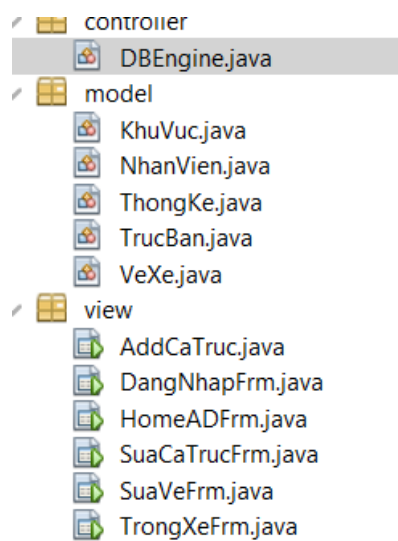 controller
DBEngine.java
model
KhuVuc.java
NhanVien.java
ThongKe.java
TrucBan.java
VeXe.java
view
AddCaTruc.java
DangNhapFrm.java
HomeADFrm.java
SuaCaTrucFrm.java
SuaVeFrm.java
TrongXeFrm.java